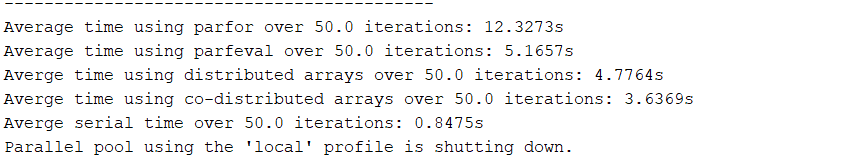 -------------------------------------------
Average time using parfor over 50.0 iterations: 12.3273s
Average time using parfeval over 50.0 iterations: 5.1657s
Averge time using distributed arrays over 50.0 iterations: 4.7764s
Averge time using co-distributed arrays over 50.0 iterations: 3.6369s
Averge serial time over 50.0 iterations: 0.8475s
Parallel pool using the 'local' profile is shutting down.